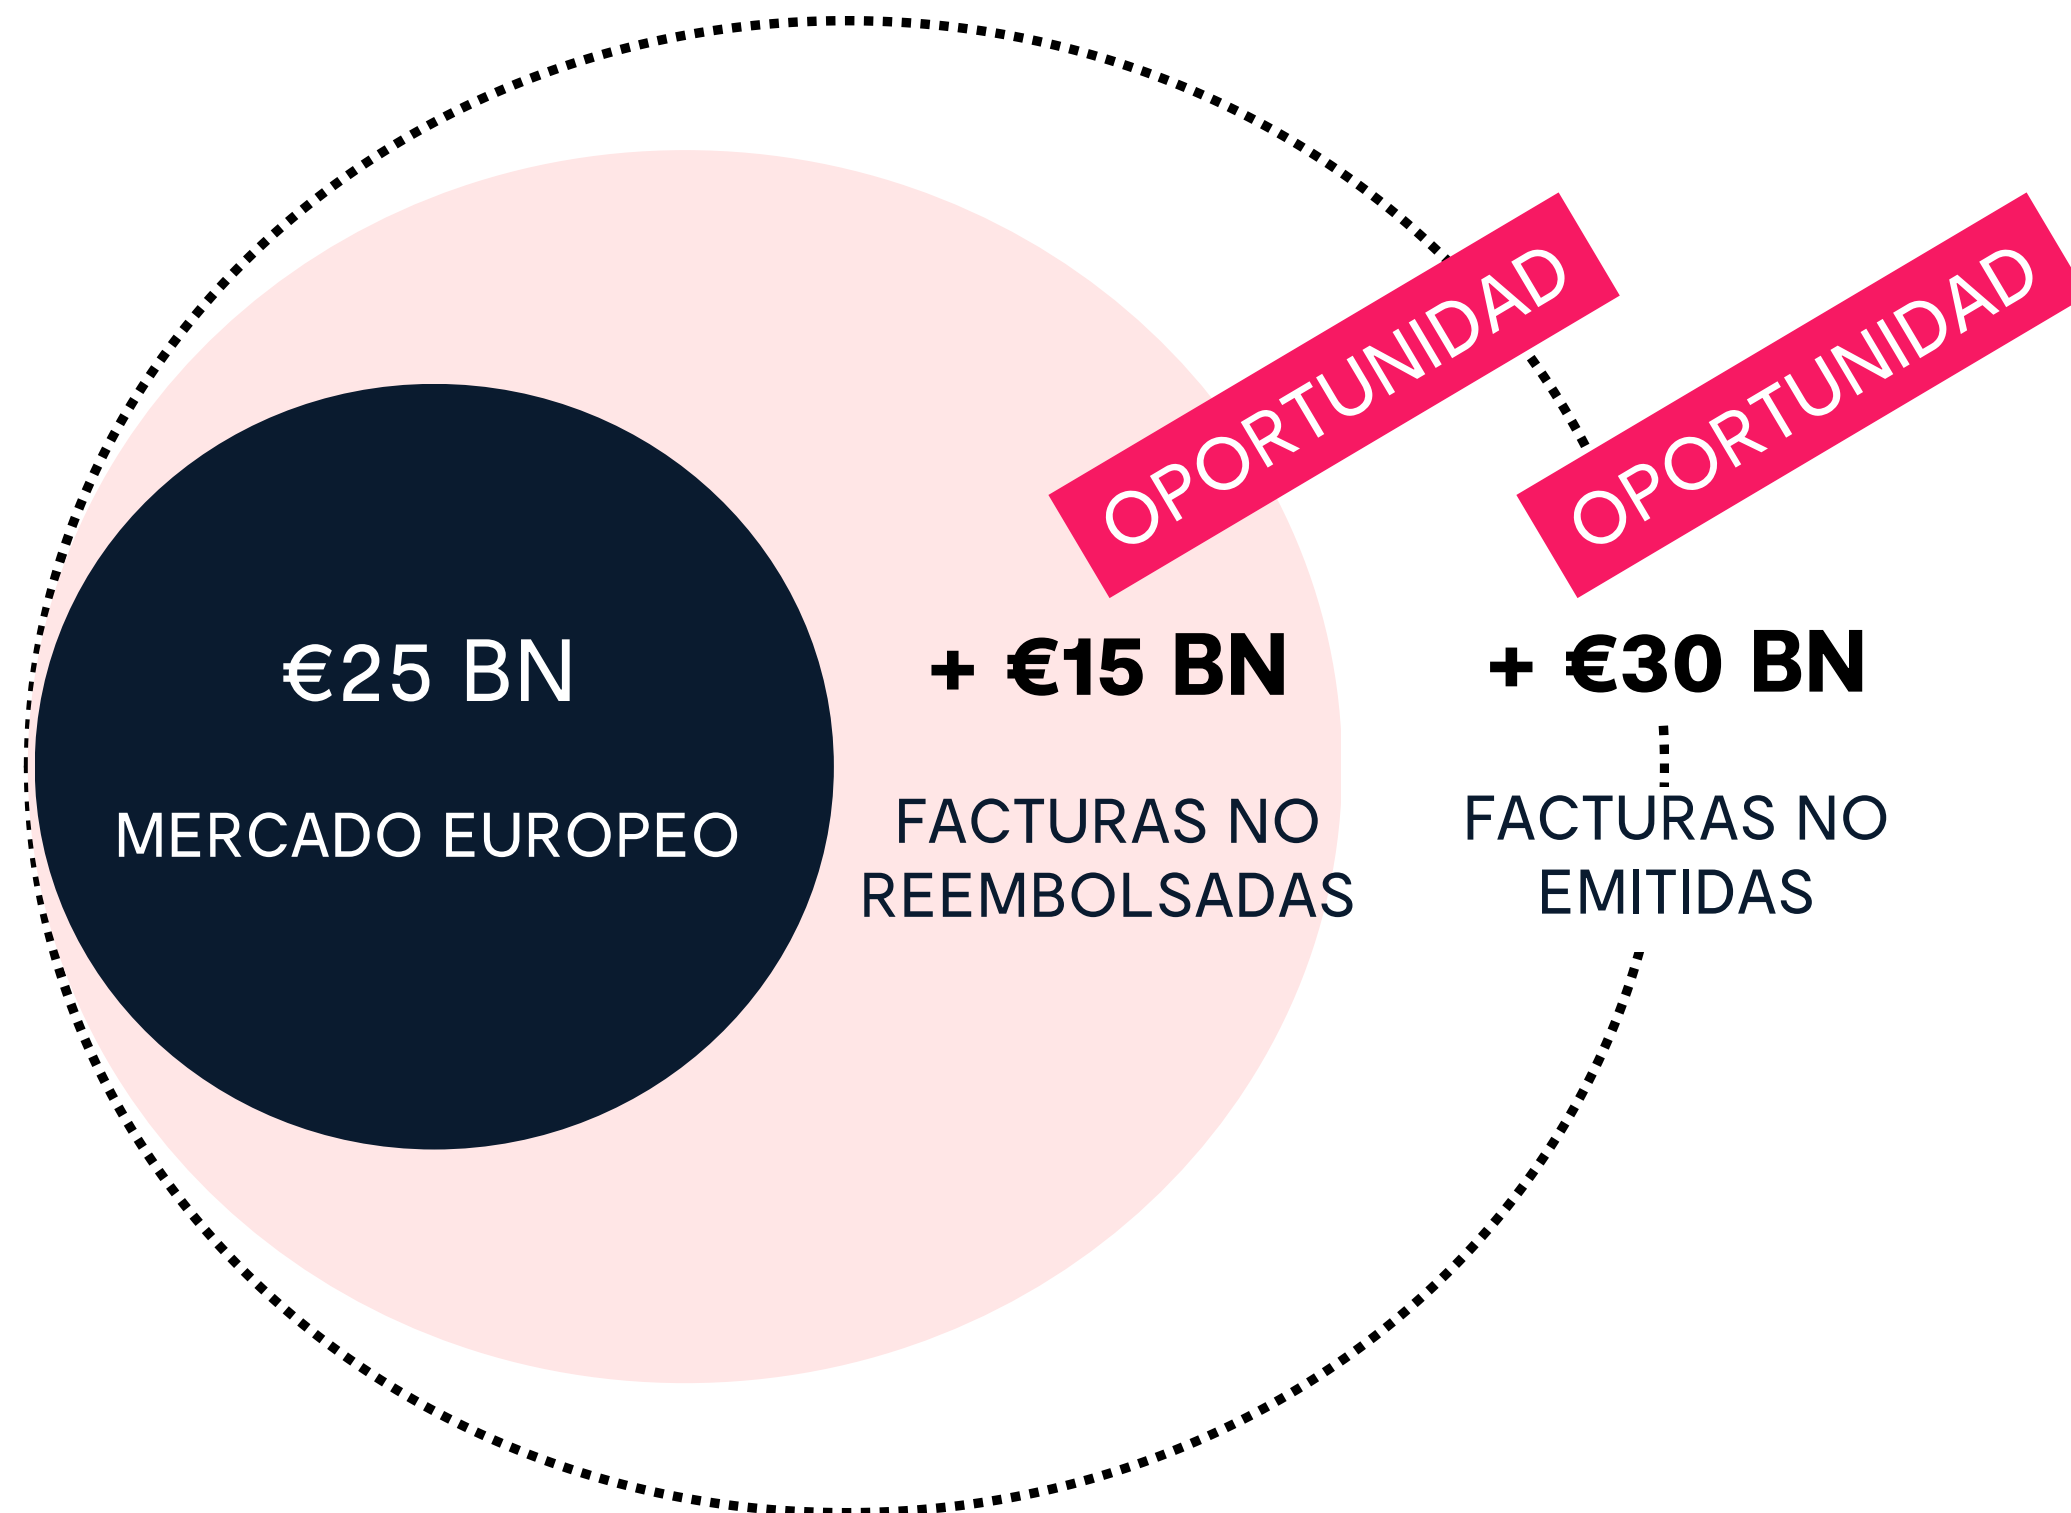 €25 BN
MERCADO EUROPEO
OPORTUNIDAD
+ €15 BN
FACTURAS NO
REEMBOLSADAS
OPORTUNIDAD
+ €30 BN
FACTURAS NO
EMITIDAS